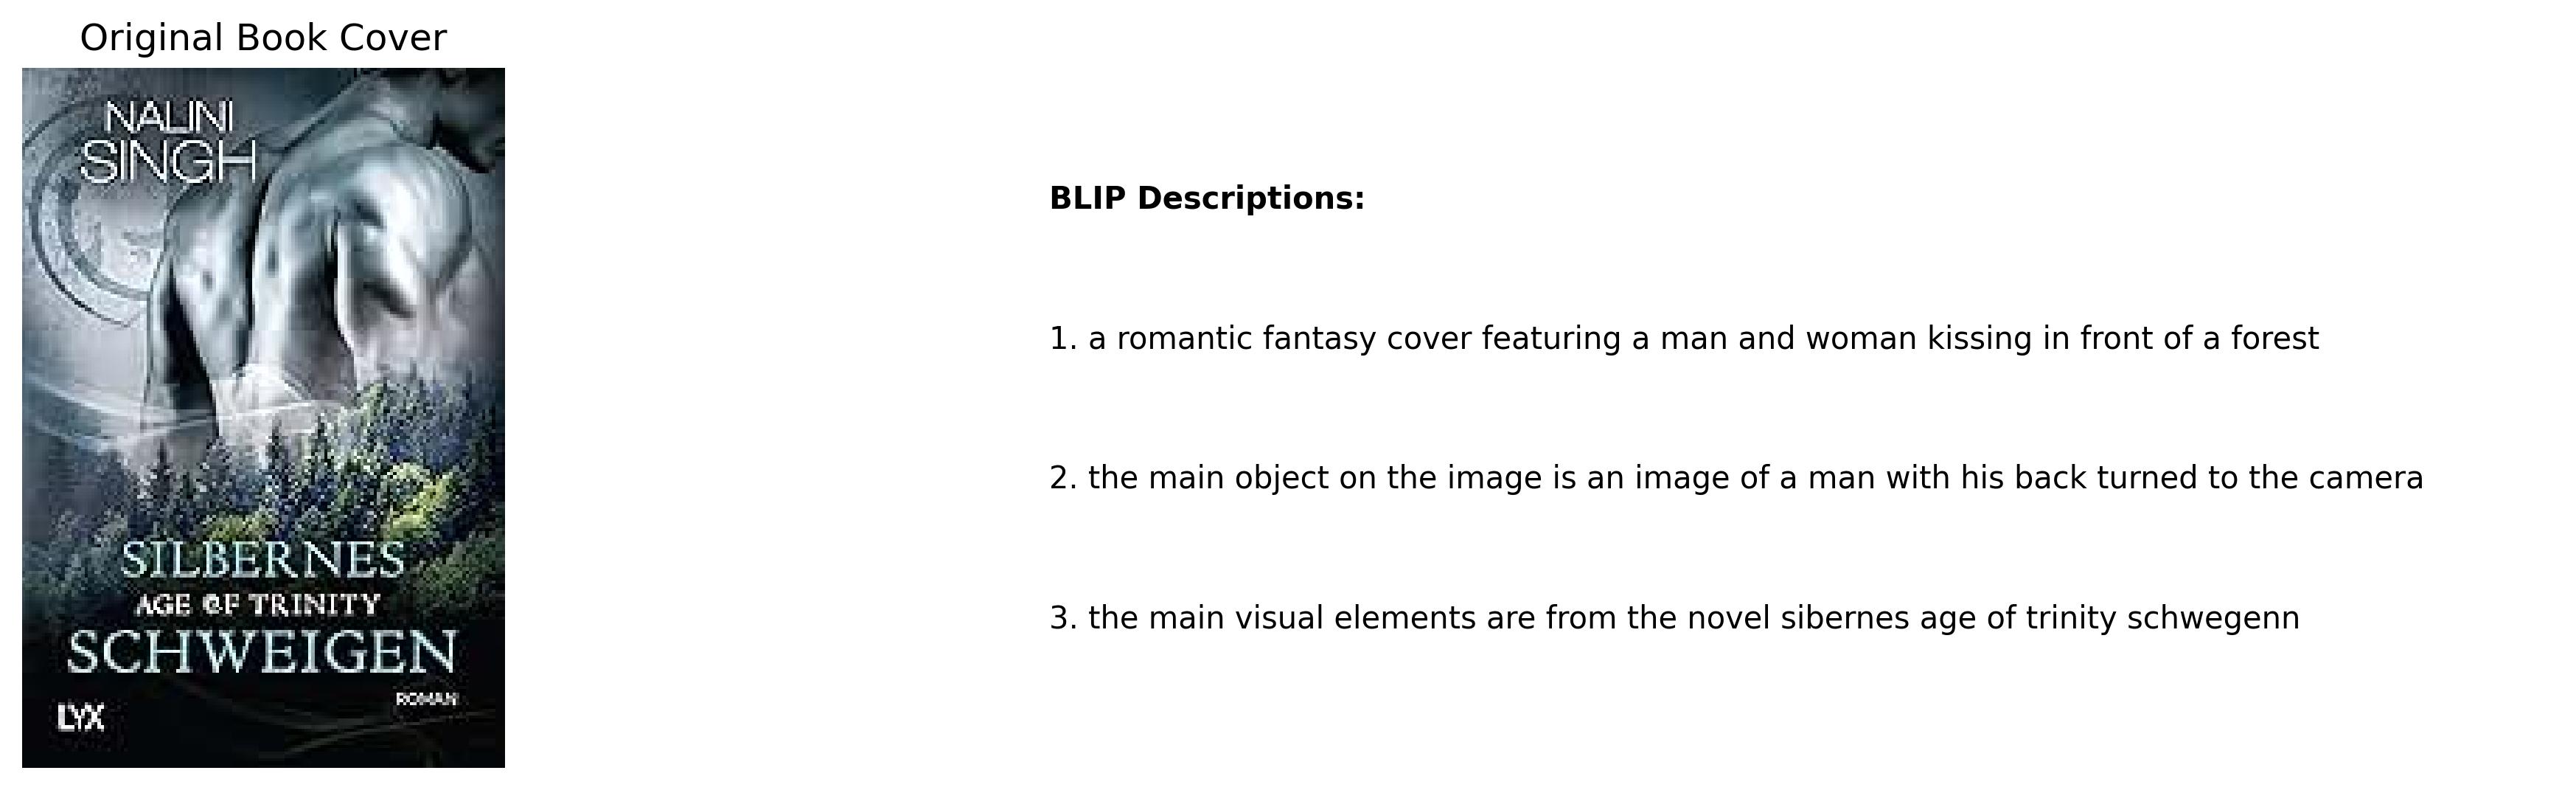 Original Book Cover
NALINI
SINGH
SILBERNES
AGE OF TRINITY
SCHWEIGEN
ROMAN
LYX
BLIP Descriptions:
1. a romantic fantasy cover featuring a man and woman kissing in front of a forest
2. the main object on the image is an image of a man with his back turned to the camera
3. the main visual elements are from the novel sibernes age of trinity schwegenn